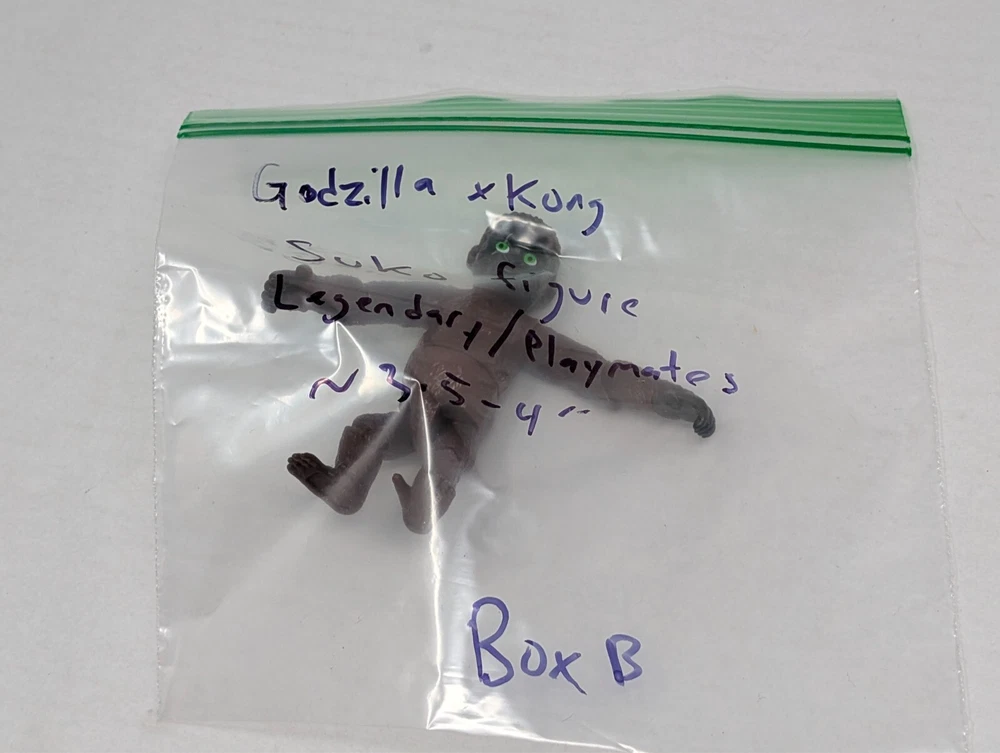 Godzilla x Kong
Suko figure
Legendary/Playmates
~ 3.5-4"
Box B